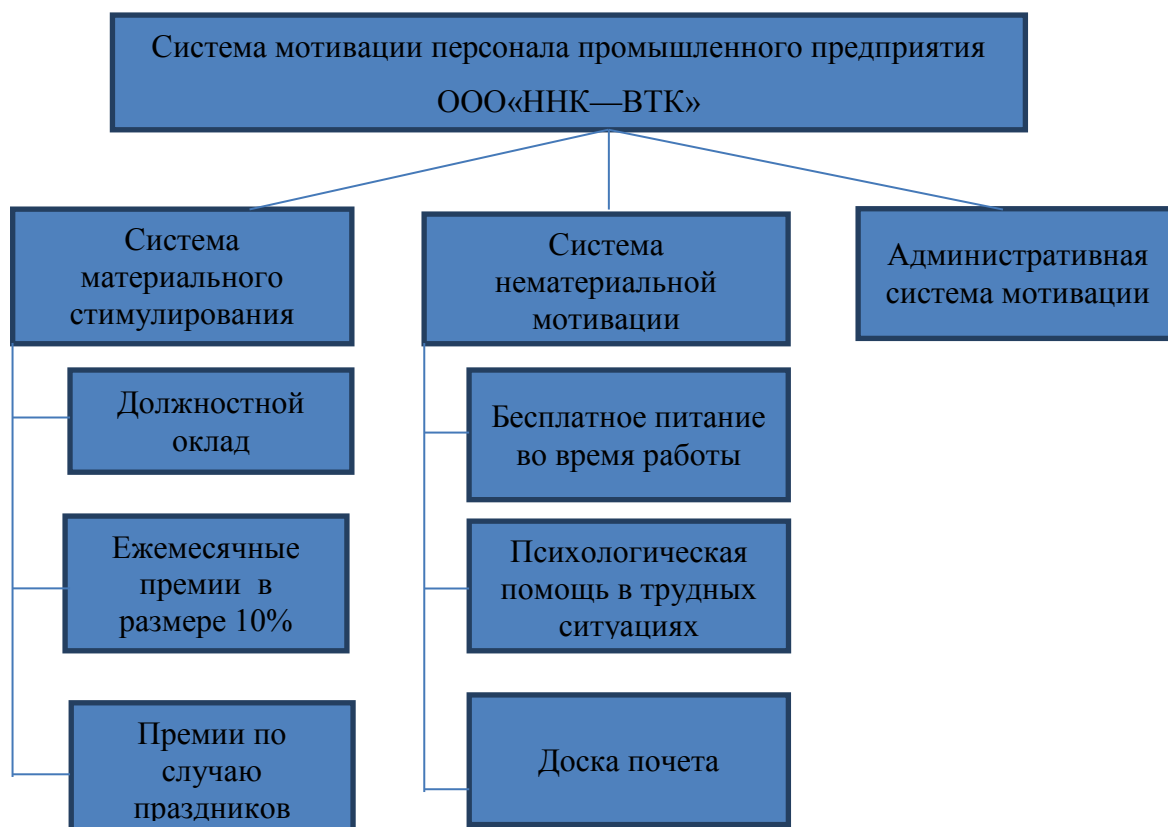 Система мотивации персонала промышленного предприятия
ООО«ННК—ВТК»
Система
материального
стимулирования
Должностной
оклад
Ежемесячные
премии в
размере 10%
Премии по
случаю
праздников
Система
нематериальной
мотивации
Бесплатное питание
во время работы
Психологическая
помощь в трудных
ситуациях
Доска почета
Административная
система мотивации